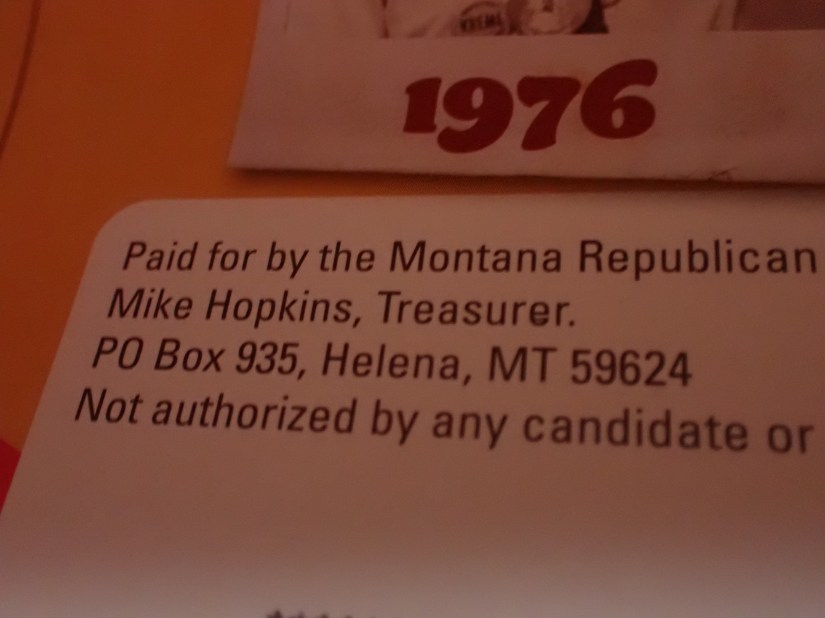 1976
Paid for by the Montana Republican
Mike Hopkins, Treasurer.
PO Box 935, Helena, MT 59624
Not authorized by any candidate or